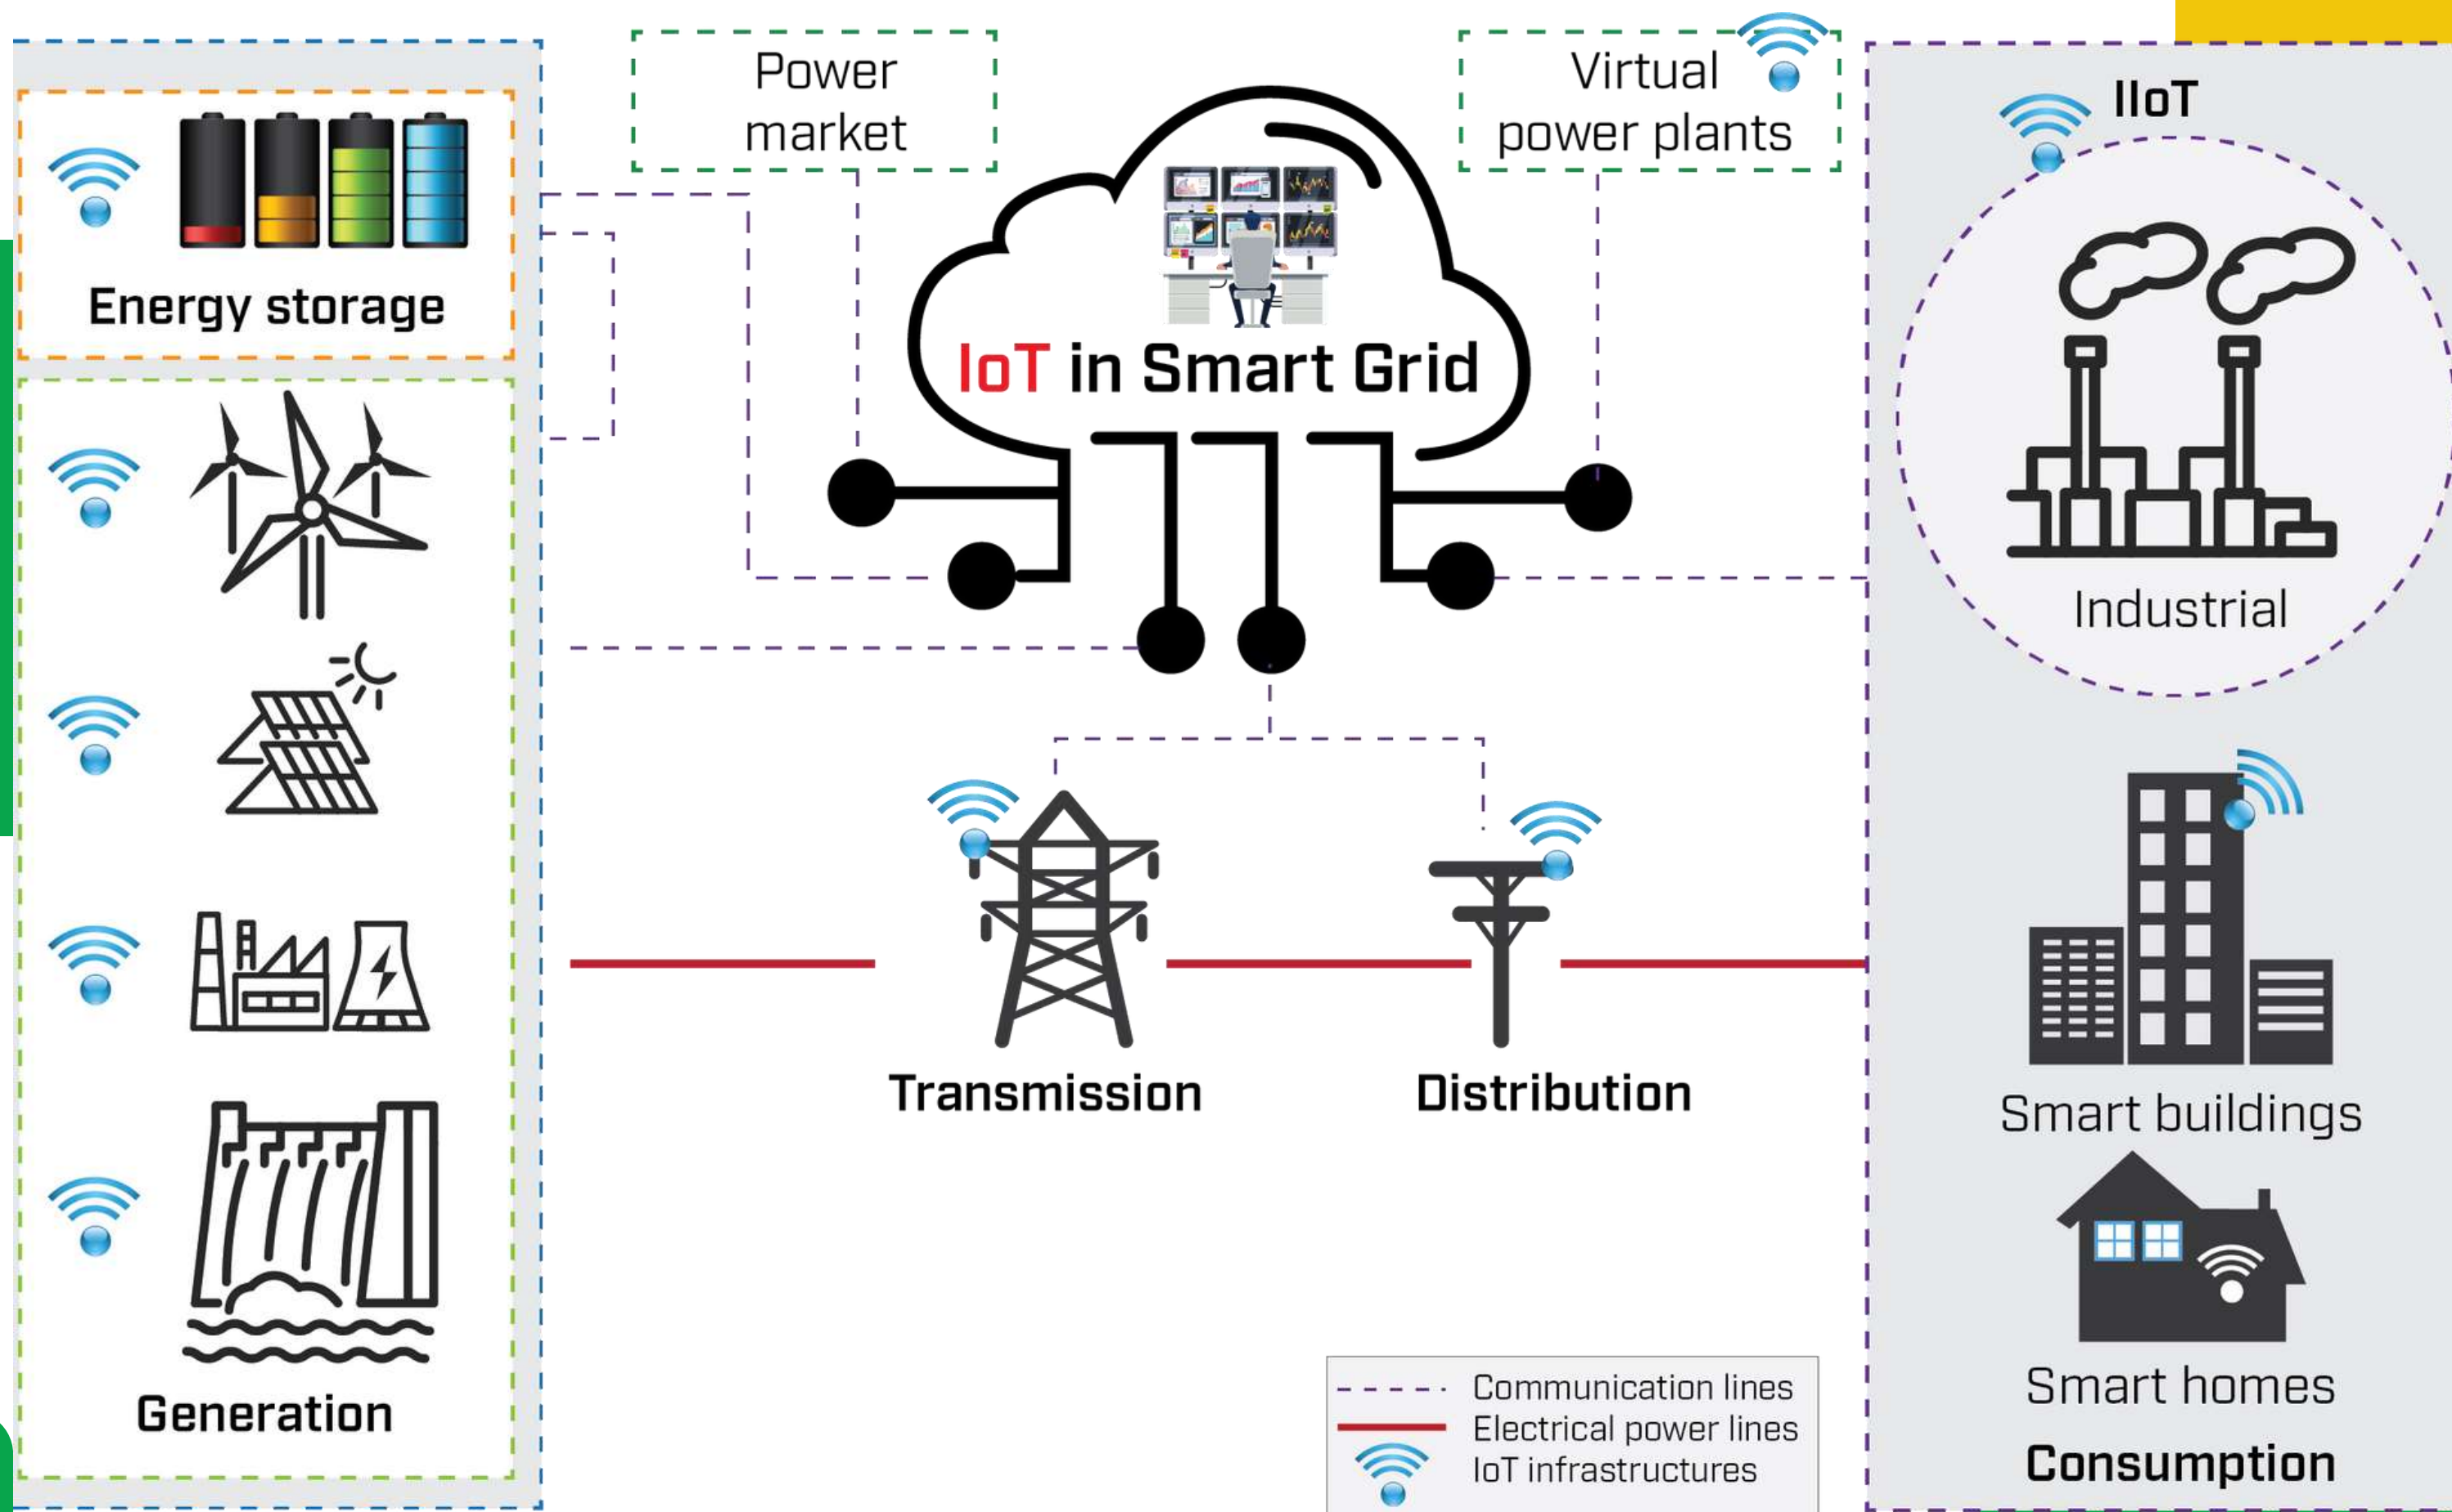 Power
market
Virtual
power plants
IIoT
Energy storage
IoT in Smart Grid
Industrial
Transmission
Distribution
Smart buildings
Generation
Smart homes
Consumption
Communication lines
Electrical power lines
IoT infrastructures